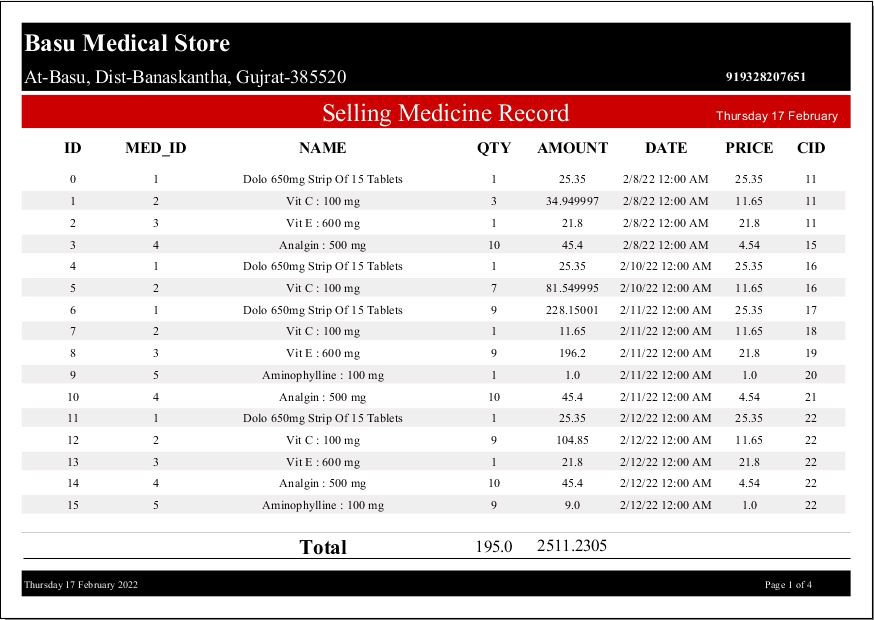 Basu Medical Store
At-Basu, Dist-Banaskantha, Gujrat-385520 919328207651
Selling Medicine Record Thursday 17 February
ID MED_ID NAME QTY AMOUNT DATE PRICE CID
0 1 Dolo 650mg Strip Of 15 Tablets 1 25.35 2/8/22 12:00 AM 25.35 11
1 2 Vit C : 100 mg 3 34.949997 2/8/22 12:00 AM 11.65 11
2 3 Vit E : 600 mg 1 21.8 2/8/22 12:00 AM 21.8 11
3 4 Analgin : 500 mg 10 45.4 2/8/22 12:00 AM 4.54 15
4 1 Dolo 650mg Strip Of 15 Tablets 1 25.35 2/10/22 12:00 AM 25.35 16
5 2 Vit C : 100 mg 7 81.549995 2/10/22 12:00 AM 11.65 16
6 1 Dolo 650mg Strip Of 15 Tablets 9 228.15001 2/11/22 12:00 AM 25.35 17
7 2 Vit C : 100 mg 1 11.65 2/11/22 12:00 AM 11.65 18
8 3 Vit E : 600 mg 9 196.2 2/11/22 12:00 AM 21.8 19
9 5 Aminophylline : 100 mg 1 1.0 2/11/22 12:00 AM 1.0 20
10 4 Analgin : 500 mg 10 45.4 2/11/22 12:00 AM 4.54 21
11 1 Dolo 650mg Strip Of 15 Tablets 1 25.35 2/12/22 12:00 AM 25.35 22
12 2 Vit C : 100 mg 9 104.85 2/12/22 12:00 AM 11.65 22
13 3 Vit E : 600 mg 1 21.8 2/12/22 12:00 AM 21.8 22
14 4 Analgin : 500 mg 10 45.4 2/12/22 12:00 AM 4.54 22
15 5 Aminophylline : 100 mg 9 9.0 2/12/22 12:00 AM 1.0 22
Total 195.0 2511.2305
Thursday 17 February 2022 Page 1 of 4